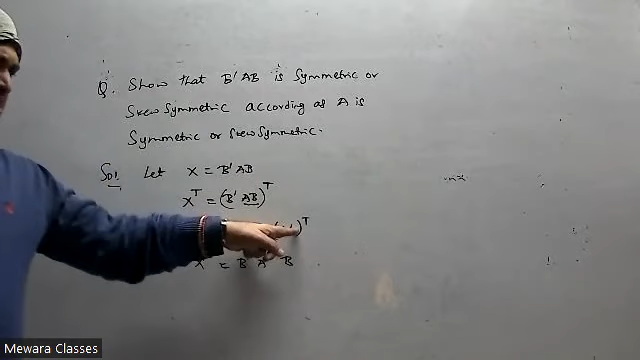 Q. Show that B' AB is Symmetric or
Skew Symmetric according as A is
Symmetric or Skew Symmetric.
Sol. Let X = B' AB
X^T = (B' AB)^T
)^T
= B A B
Mewara Classes